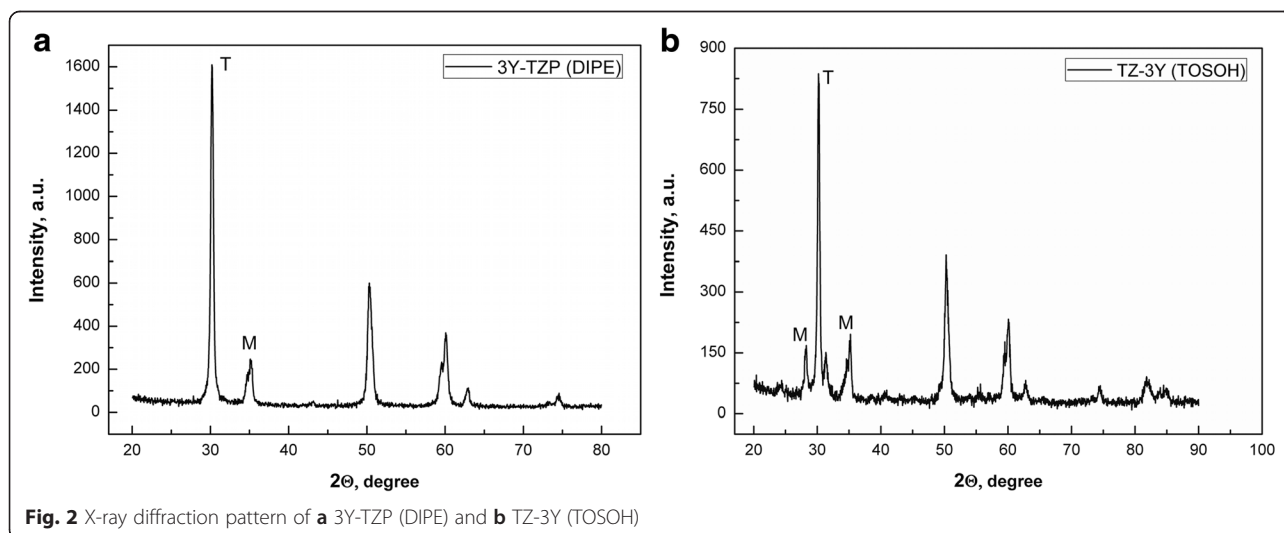 a
3Y-TZP (DIPE)
T
M
1600
1400
1200
1000
800
600
400
200
0
Intensity, a.u.
20 30 40 50 60 70 80
2Θ, degree
b
TZ-3Y (TOSOH)
T
M
M
900
750
600
450
300
150
0
Intensity, a.u.
20 30 40 50 60 70 80 90 100
2Θ, degree
Fig. 2 X-ray diffraction pattern of a 3Y-TZP (DIPE) and b TZ-3Y (TOSOH)